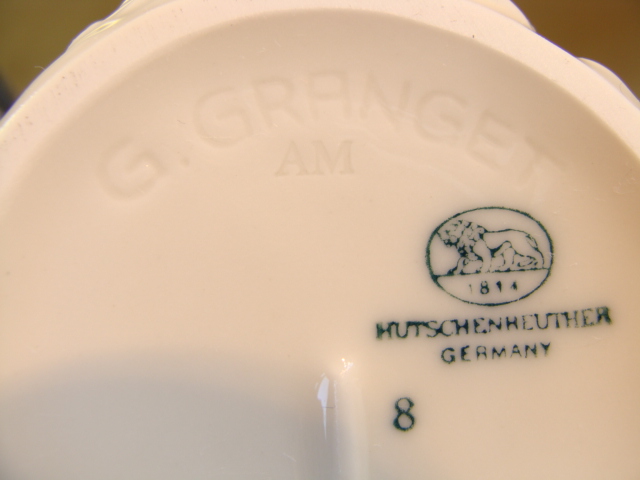 G. GRANGET
AM
1814
HUTSCHENREUTHER
GERMANY
8